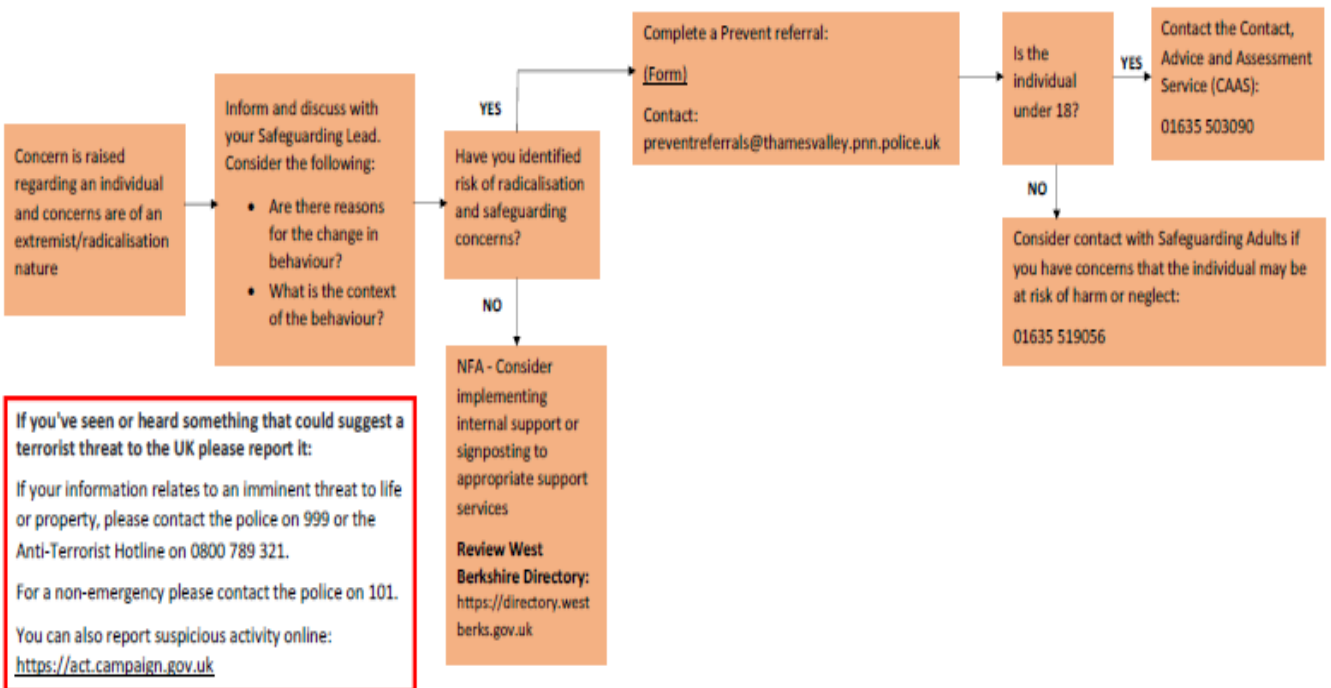 Concern is raised
regarding an individual
and concerns are of an
extremist/radicalisation
nature
Inform and discuss with
your Safeguarding Lead.
Consider the following:
• Are there reasons
for the change in
behaviour?
• What is the context
of the behaviour?
YES
Have you identified
risk of radicalisation
and safeguarding
concerns?
NO
NFA - Consider
implementing
internal support or
signposting to
appropriate support
services
Review West
Berkshire Directory:
https://directory.west
berks.gov.uk
Complete a Prevent referral:
(Form)
Contact:
preventreferrals@thamesvalley.pnn.police.uk
Is the
individual
under 18?
YES
Contact the Contact,
Advice and Assessment
Service (CAAS):
01635 503090
NO
Consider contact with Safeguarding Adults if
you have concerns that the individual may be
at risk of harm or neglect:
01635 519056
If you've seen or heard something that could suggest a
terrorist threat to the UK please report it:
If your information relates to an imminent threat to life
or property, please contact the police on 999 or the
Anti-Terrorist Hotline on 0800 789 321.
For a non-emergency please contact the police on 101.
You can also report suspicious activity online:
https://act.campaign.gov.uk